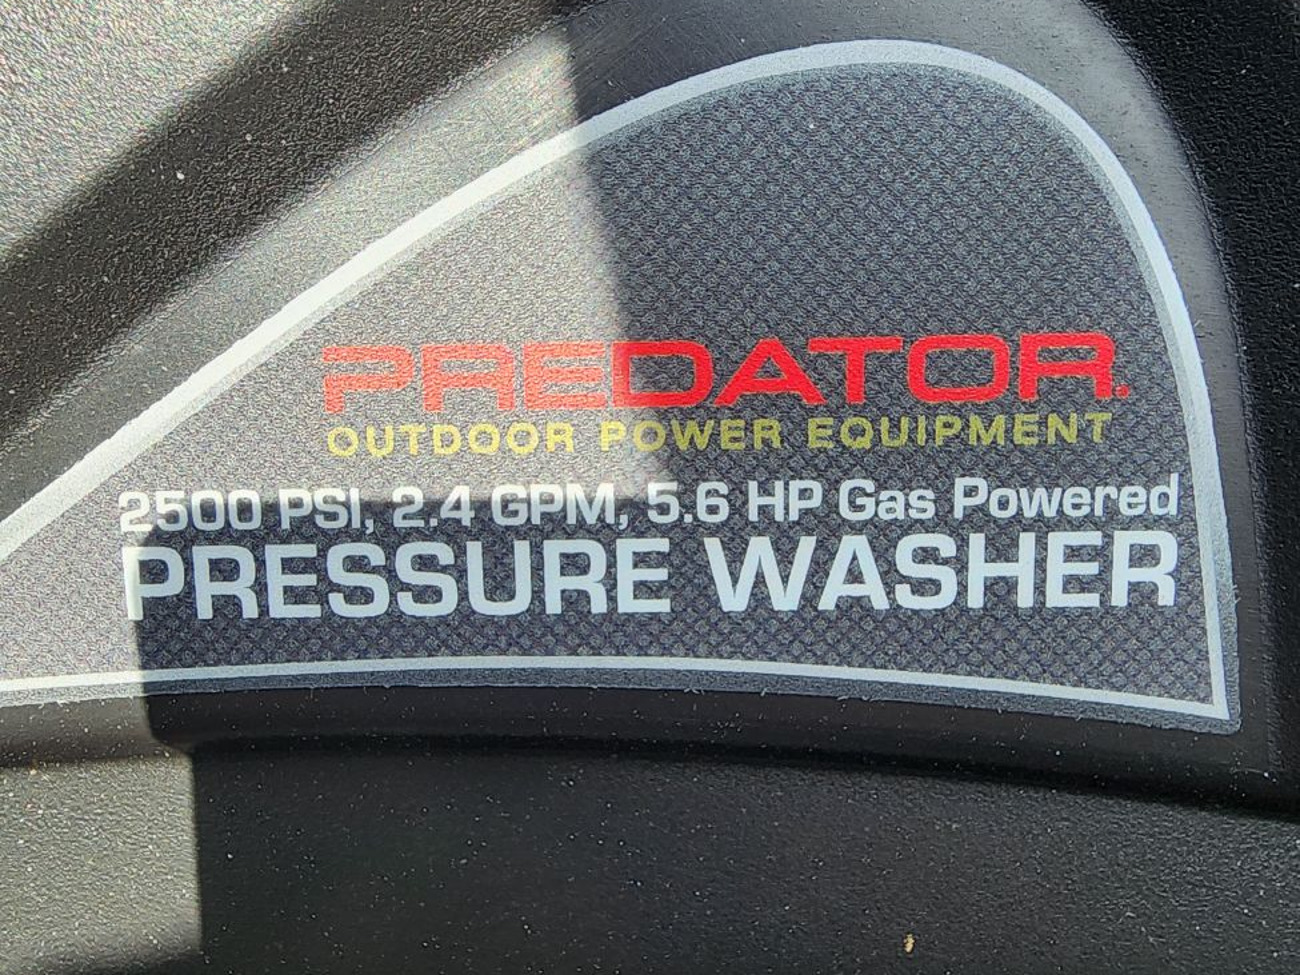 PREDATOR.
OUTDOOR POWER EQUIPMENT
2500 PSI, 2.4 GPM, 5.6 HP Gas Powered
PRESSURE WASHER